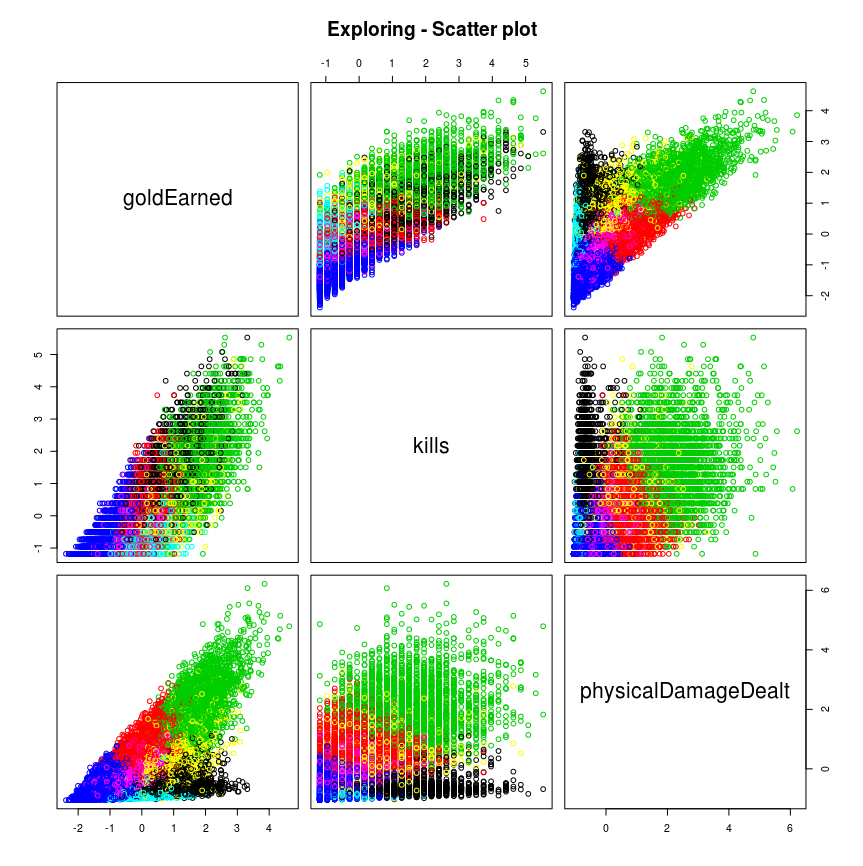 Exploring - Scatter plot
-1 0 1 2 3 4 5
goldEarned
4
3
2
1
0
-1
-2
5
4
3
2
1
0
-1
kills
physicalDamageDealt
6
4
2
0
-2 -1 0 1 2 3 4
0 2 4 6